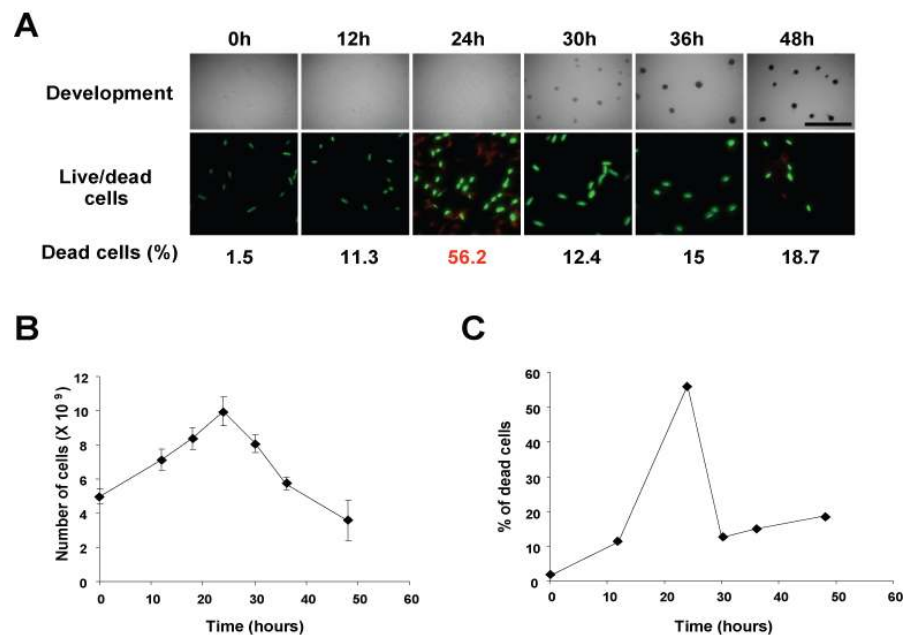 A
0h 12h 24h 30h 36h 48h
Development
Live/dead
cells
Dead cells (%) 1.5 11.3 56.2 12.4 15 18.7
B
Number of cells (X 10 9)
12
10
8
6
4
2
0
0 10 20 30 40 50 60
Time (hours)
C
% of dead cells
60
50
40
30
20
10
0
0 10 20 30 40 50 60
Time (hours)